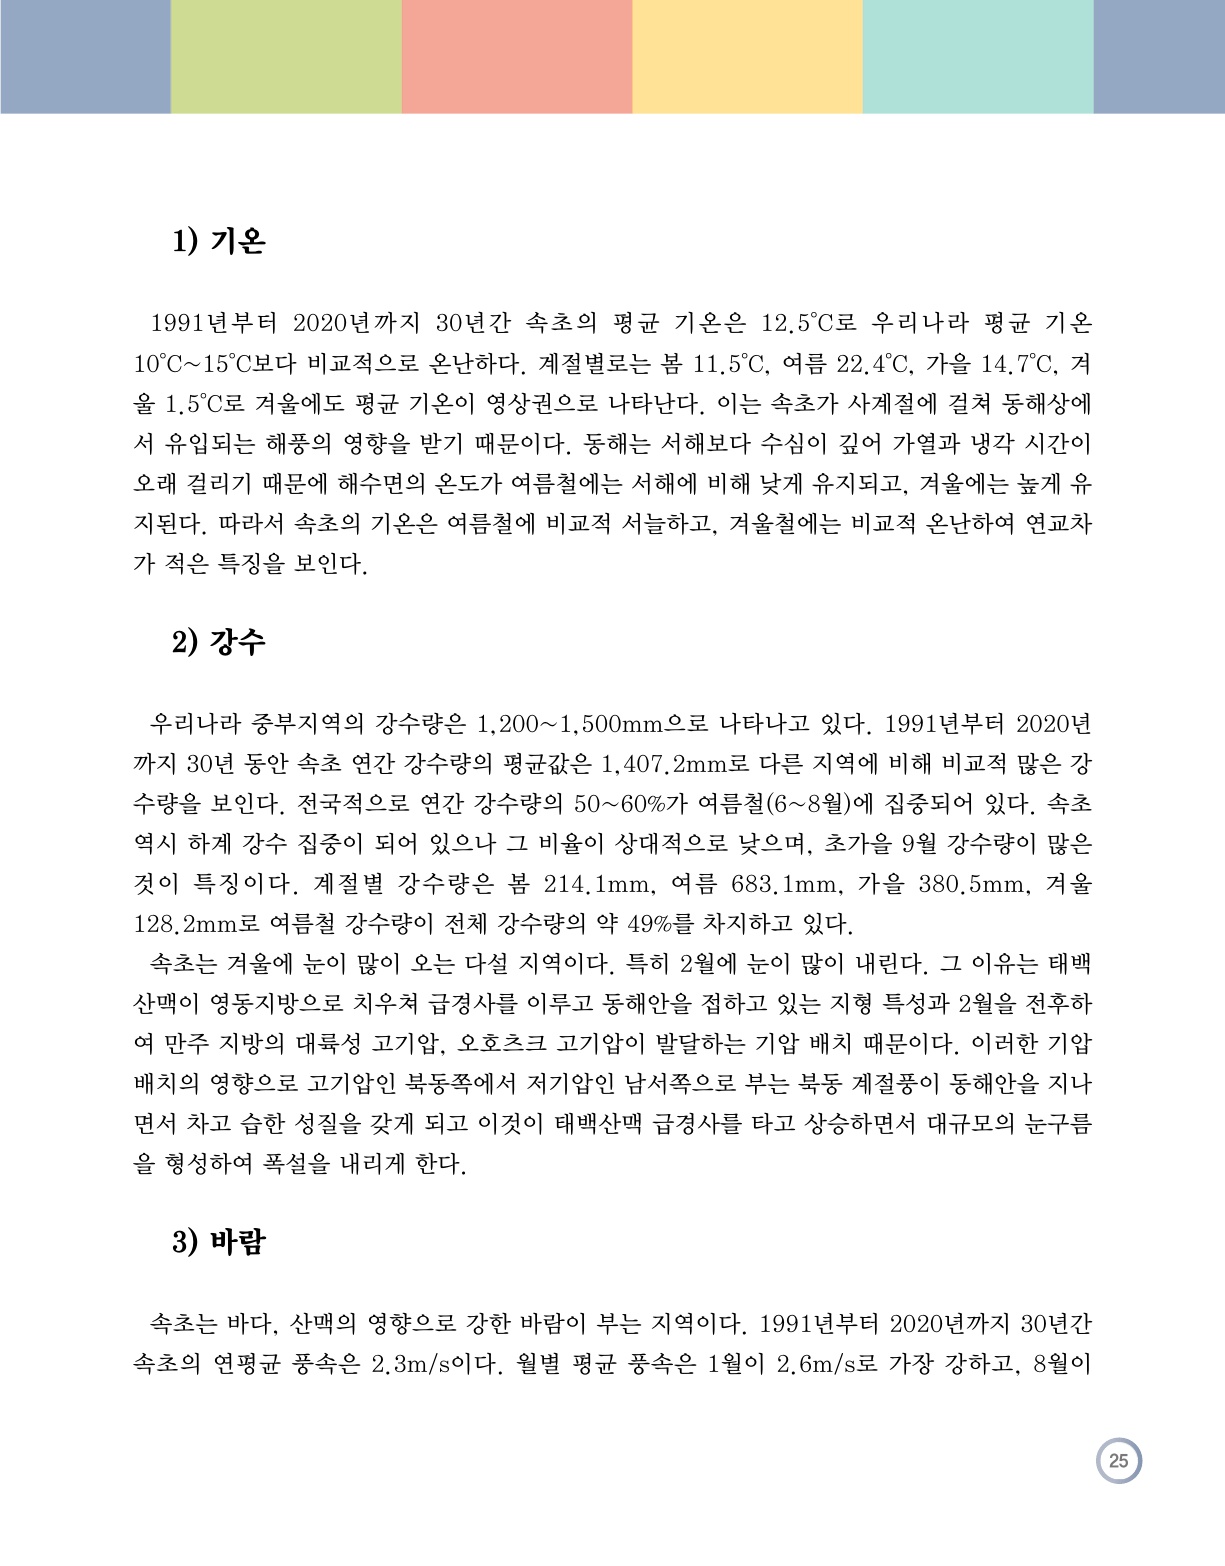 1) 기온
1991년부터 2020년까지 30년간 속초의 평균 기온은 12.5℃로 우리나라 평균 기온
10℃~15℃보다 비교적으로 온난하다. 계절별로는 봄 11.5℃, 여름 22.4℃, 가을 14.7℃, 겨
울 1.5℃로 겨울에도 평균 기온이 영상권으로 나타난다. 이는 속초가 사계절에 걸쳐 동해상에
서 유입되는 해풍의 영향을 받기 때문이다. 동해는 서해보다 수심이 깊어 가열과 냉각 시간이
오래 걸리기 때문에 해수면의 온도가 여름철에는 서해에 비해 낮게 유지되고, 겨울에는 높게 유
지된다. 따라서 속초의 기온은 여름철에 비교적 서늘하고, 겨울철에는 비교적 온난하여 연교차
가 적은 특징을 보인다.
2) 강수
우리나라 중부지역의 강수량은 1,200~1,500mm으로 나타나고 있다. 1991년부터 2020년
까지 30년 동안 속초 연간 강수량의 평균값은 1,407.2mm로 다른 지역에 비해 비교적 많은 강
수량을 보인다. 전국적으로 연간 강수량의 50~60%가 여름철(6~8월)에 집중되어 있다. 속초
역시 하계 강수 집중이 되어 있으나 그 비율이 상대적으로 낮으며, 초가을 9월 강수량이 많은
것이 특징이다. 계절별 강수량은 봄 214.1mm, 여름 683.1mm, 가을 380.5mm, 겨울
128.2mm로 여름철 강수량이 전체 강수량의 약 49%를 차지하고 있다.
속초는 겨울에 눈이 많이 오는 다설 지역이다. 특히 2월에 눈이 많이 내린다. 그 이유는 태백
산맥이 영동지방으로 치우쳐 급경사를 이루고 동해안을 접하고 있는 지형 특성과 2월을 전후하
여 만주 지방의 대륙성 고기압, 오호츠크 고기압이 발달하는 기압 배치 때문이다. 이러한 기압
배치의 영향으로 고기압인 북동쪽에서 저기압인 남서쪽으로 부는 북동 계절풍이 동해안을 지나
면서 차고 습한 성질을 갖게 되고 이것이 태백산맥 급경사를 타고 상승하면서 대규모의 눈구름
을 형성하여 폭설을 내리게 한다.
3) 바람
속초는 바다, 산맥의 영향으로 강한 바람이 부는 지역이다. 1991년부터 2020년까지 30년간
속초의 연평균 풍속은 2.3m/s이다. 월별 평균 풍속은 1월이 2.6m/s로 가장 강하고, 8월이
25